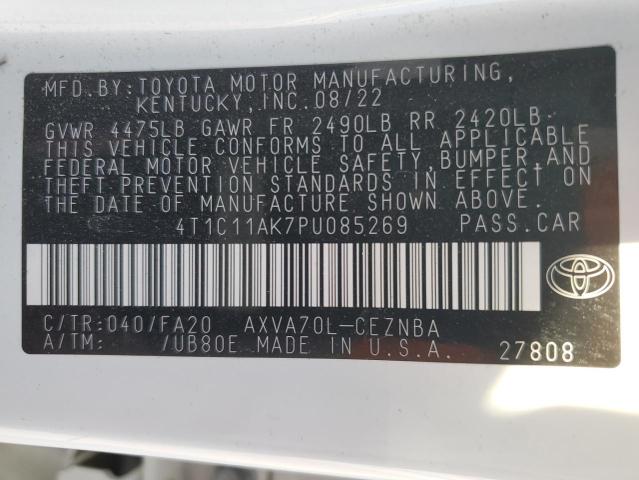 MFD.BY:TOYOTA MOTOR MANUFACTURING,
KENTUCKY,INC.08/22
GVWR 4475LB GAWR FR 2490LB RR 2420LB
THIS VEHICLE CONFORMS TO ALL APPLICABLE
FEDERAL MOTOR VEHICLE SAFETY,BUMPER,AND
THEFT PREVENTION STANDARDS IN EFFECT ON
THE DATE OF MANUFACTURE SHOWN ABOVE.
4T1C11AK7PU085269 PASS.CAR
C/TR:040/FA20 AXVA70L-CEZNBA
A/TM: /UB80E MADE IN U.S.A. 27808